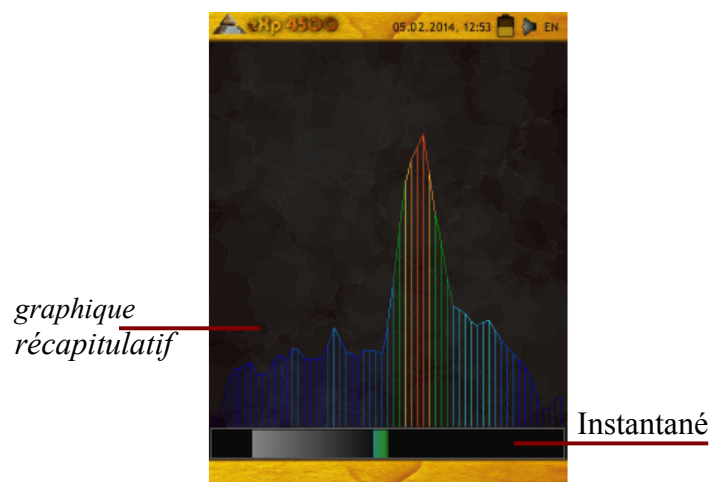 eXp 4500
05.02.2014, 12:53 EN
graphique
récapitulatif
Instantané